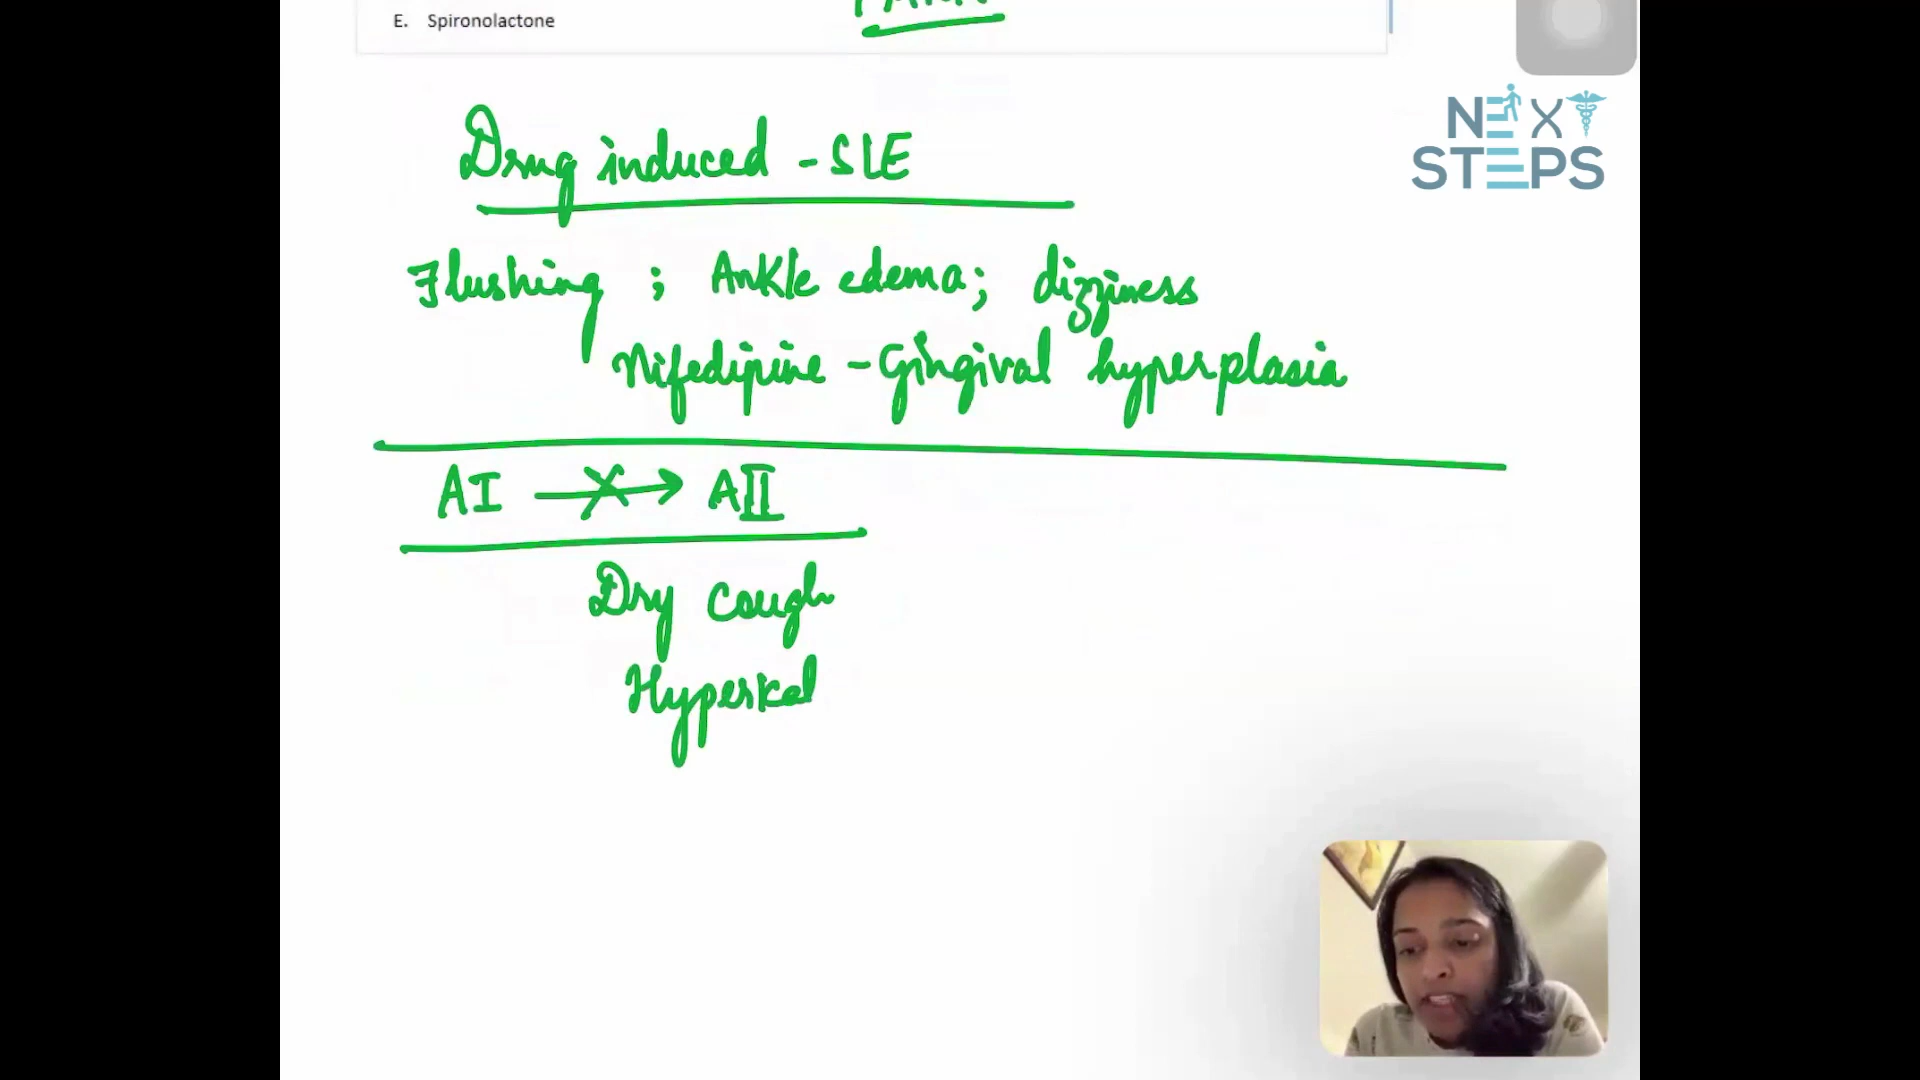 E. Spironolactone
NEXT
STEPS
Drug induced - SLE
Flushing ; Ankle edema; dizziness
Nifedipine - Gingival hyperplasia
AI → AII
Dry cough
Hyperkal